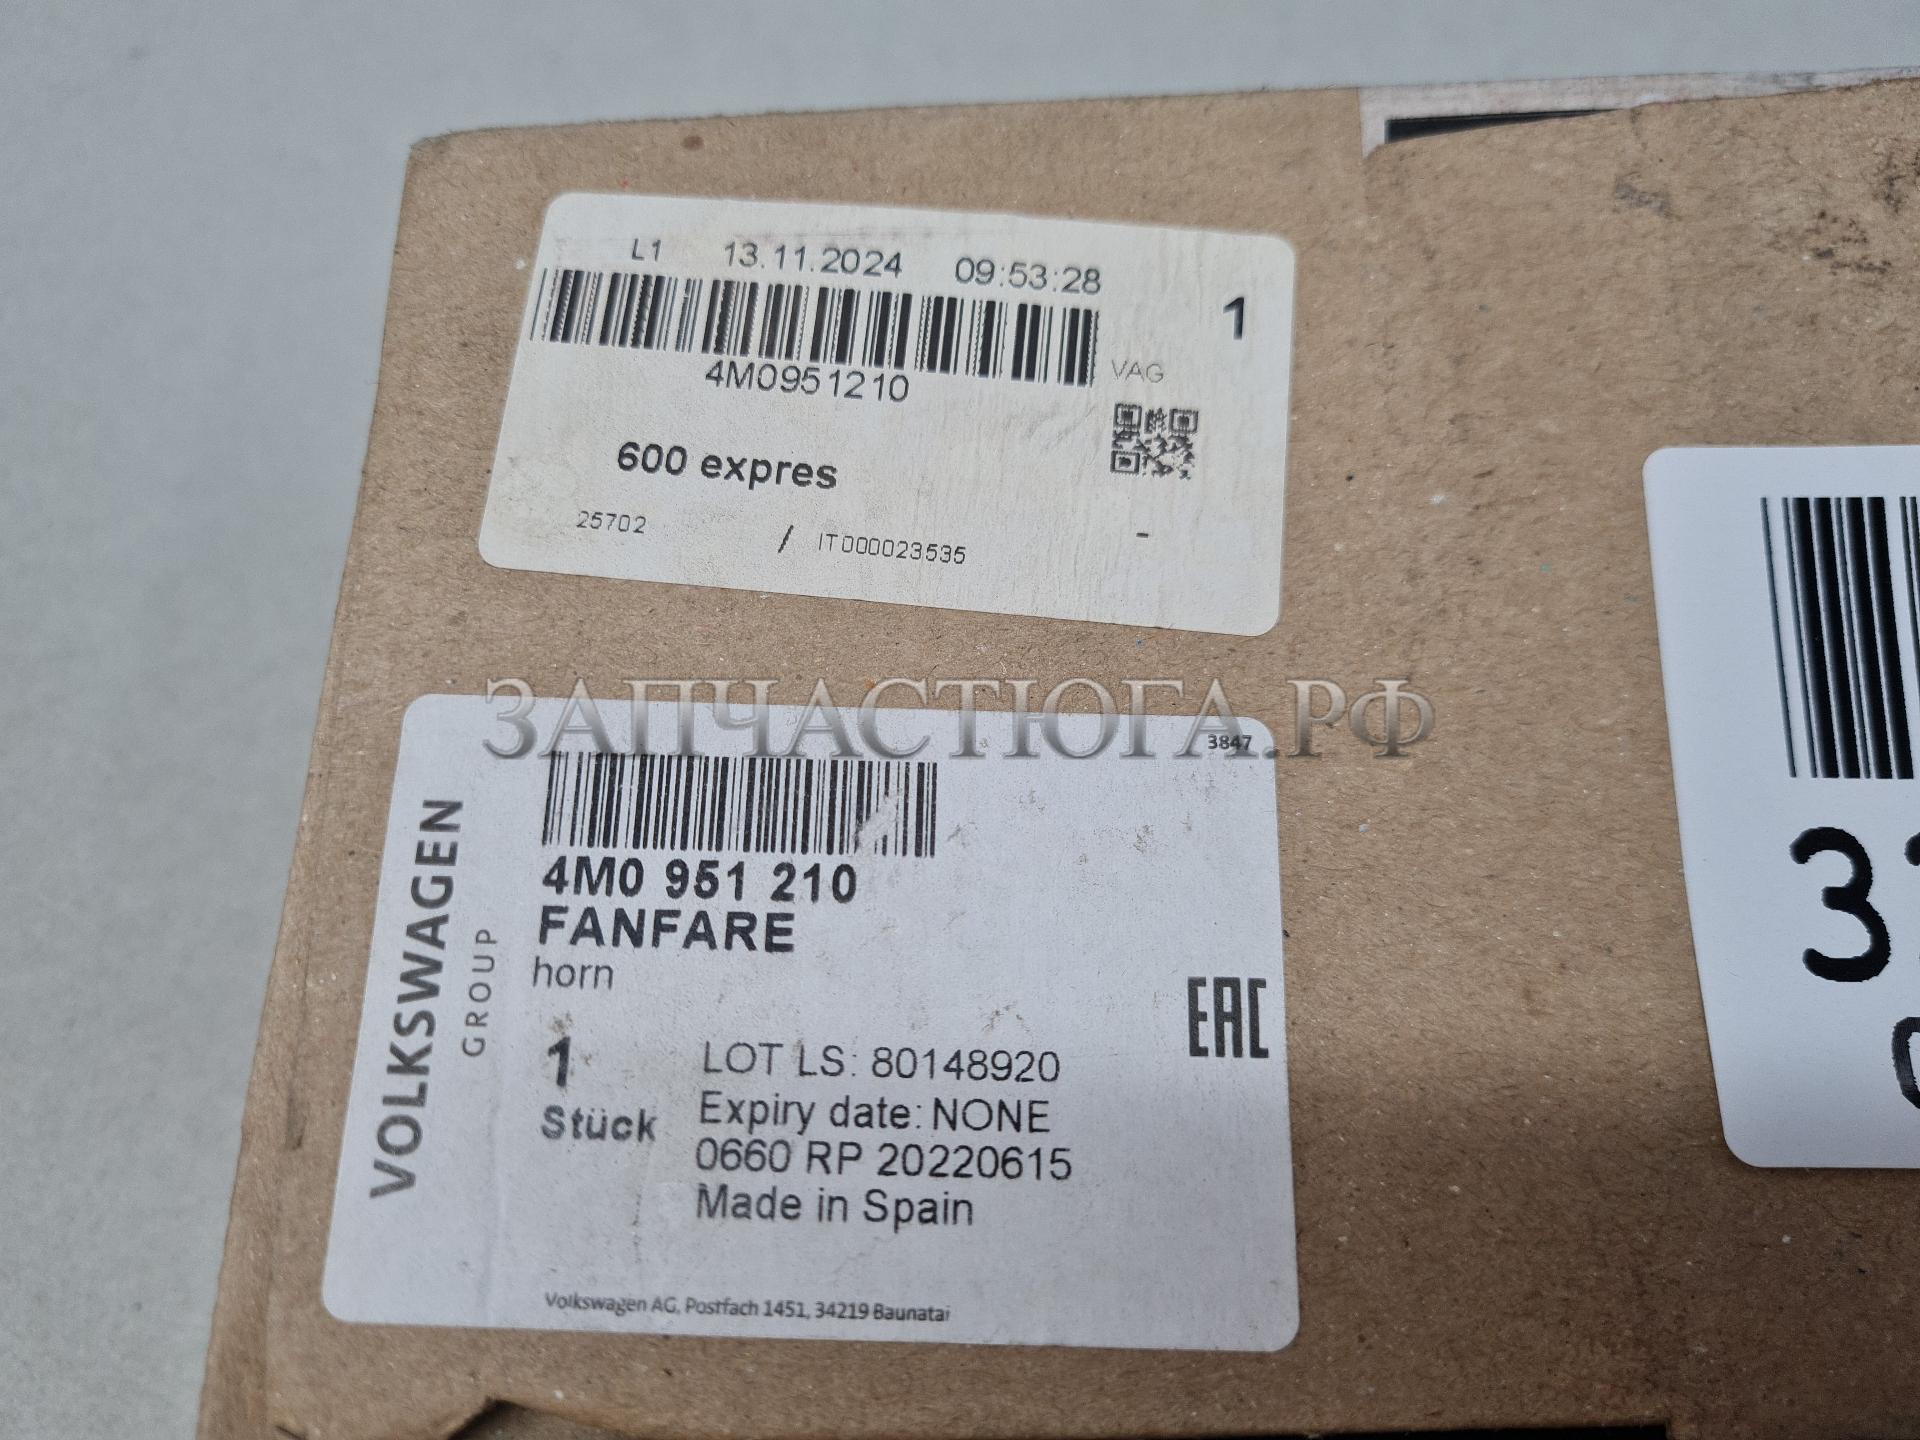 L1 13.11.2024 09:53:28
1
4M0951210
VAG
600 expres
25702 / IT000023535 -
ЗАПЧАСТЮГА.РФ
3847
VOLKSWAGEN
GROUP
4M0 951 210
FANFARE
horn
EAC
1
Stück
LOT LS: 80148920
Expiry date: NONE
0660 RP 20220615
Made in Spain
Volkswagen AG, Postfach 1451, 34219 Baunatal